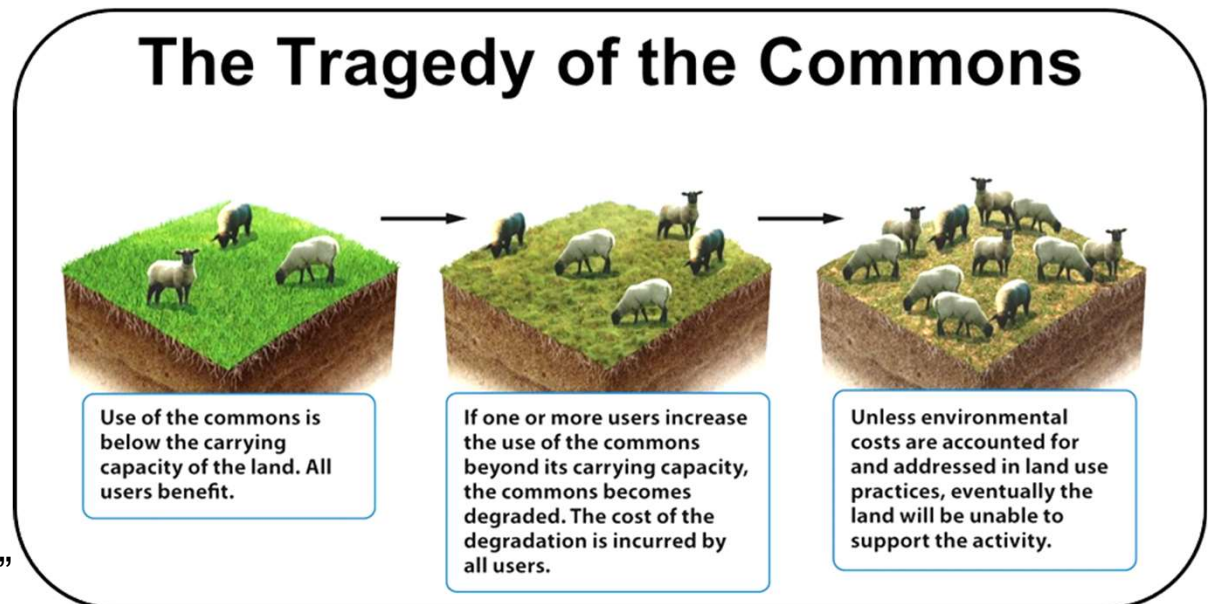 The Tragedy of the Commons
Use of the commons is
below the carrying
capacity of the land. All
users benefit.
If one or more users increase
the use of the commons
beyond its carrying capacity,
the commons becomes
degraded. The cost of the
degradation is incurred by
all users.
Unless environmental
costs are accounted for
and addressed in land use
practices, eventually the
land will be unable to
support the activity.
”